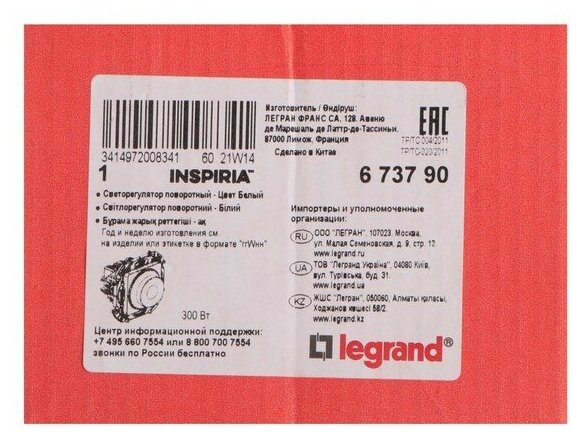 3414972008341 60 21W14
1 INSPIRIA™
• Светорегулятор поворотный - Цвет Белый
• Світлорегулятор поворотний - Білий
• Бурама жарық реттегіші - ақ
Год и неделю изготовления см.
на изделии или этикетке в формате "ггWнн"
300 Вт
Центр информационной поддержки:
+7 495 660 7554 или 8 800 700 7554
звонки по России бесплатно
Изготовитель / Өндіруші:
ЛЕГРАН ФРАНС СА, 128. Авеню
де Марешаль де Латтр-де-Тассиньи.
87000 Лимож, Франция
Сделано в Китае
EAC
ТР/ТС 004/2011
ТР/ТС 020/2011
6 737 90
Импортеры и уполномоченные
организации:
RU ООО "ЛЕГРАН", 107023, Москва,
ул. Малая Семеновская, д. 9, стр. 12
www.legrand.ru
UA ТОВ "Легранд Україна", 04080 Київ,
вул. Турівська, буд. 31
www.legrand.ua
KZ ЖШС "Легран", 050060, Алматы қаласы,
Ходжанов көшесі 58/2
www.legrand.kz
legrand®